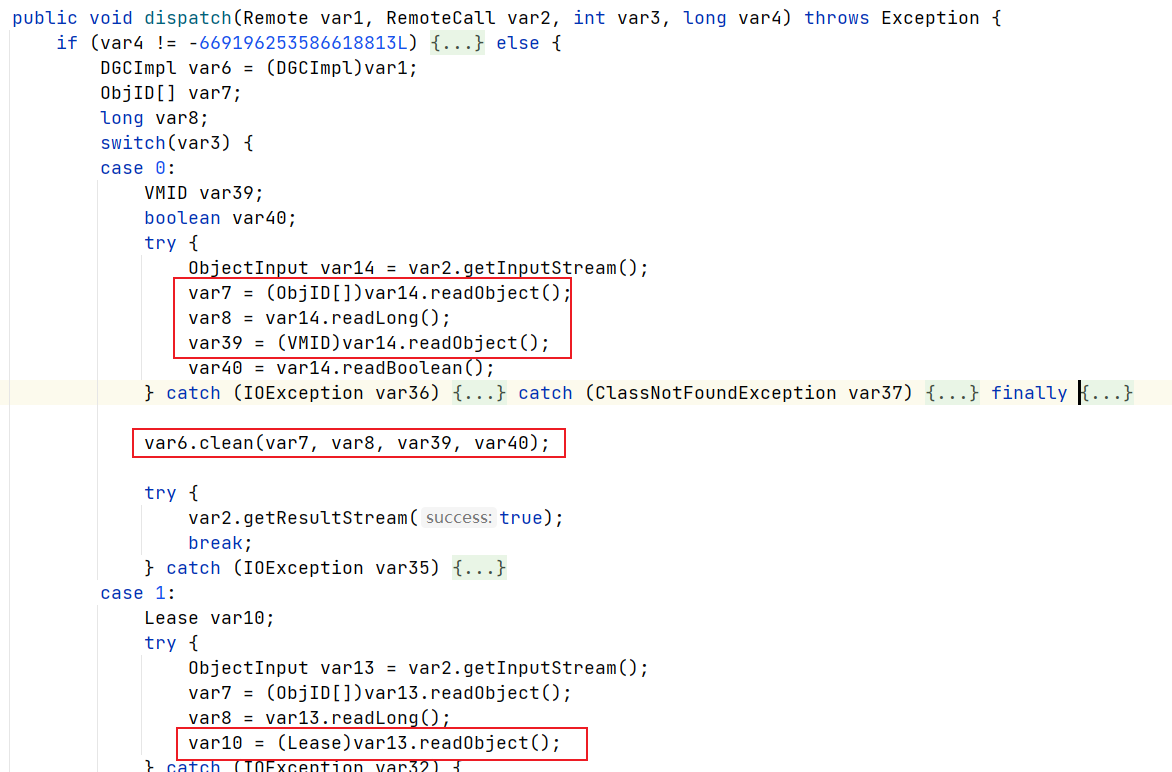 public void dispatch(Remote var1, RemoteCall var2, int var3, long var4) throws Exception {
if (var4 != -669196253586618813L) {...} else {
DGCImpl var6 = (DGCImpl)var1;
ObjID[] var7;
long var8;
switch(var3) {
case 0:
VMID var39;
boolean var40;
try {
ObjectInput var14 = var2.getInputStream();
var7 = (ObjID[])var14.readObject();
var8 = var14.readLong();
var39 = (VMID)var14.readObject();
var40 = var14.readBoolean();
} catch (IOException var36) {...} catch (ClassNotFoundException var37) {...} finally {...}
var6.clean(var7, var8, var39, var40);
try {
var2.getResultStream( success: true);
break;
} catch (IOException var35) {...}
case 1:
Lease var10;
try {
ObjectInput var13 = var2.getInputStream();
var7 = (ObjID[])var13.readObject();
var8 = var13.readLong();
var10 = (Lease)var13.readObject();
} catch (IOException var32) {